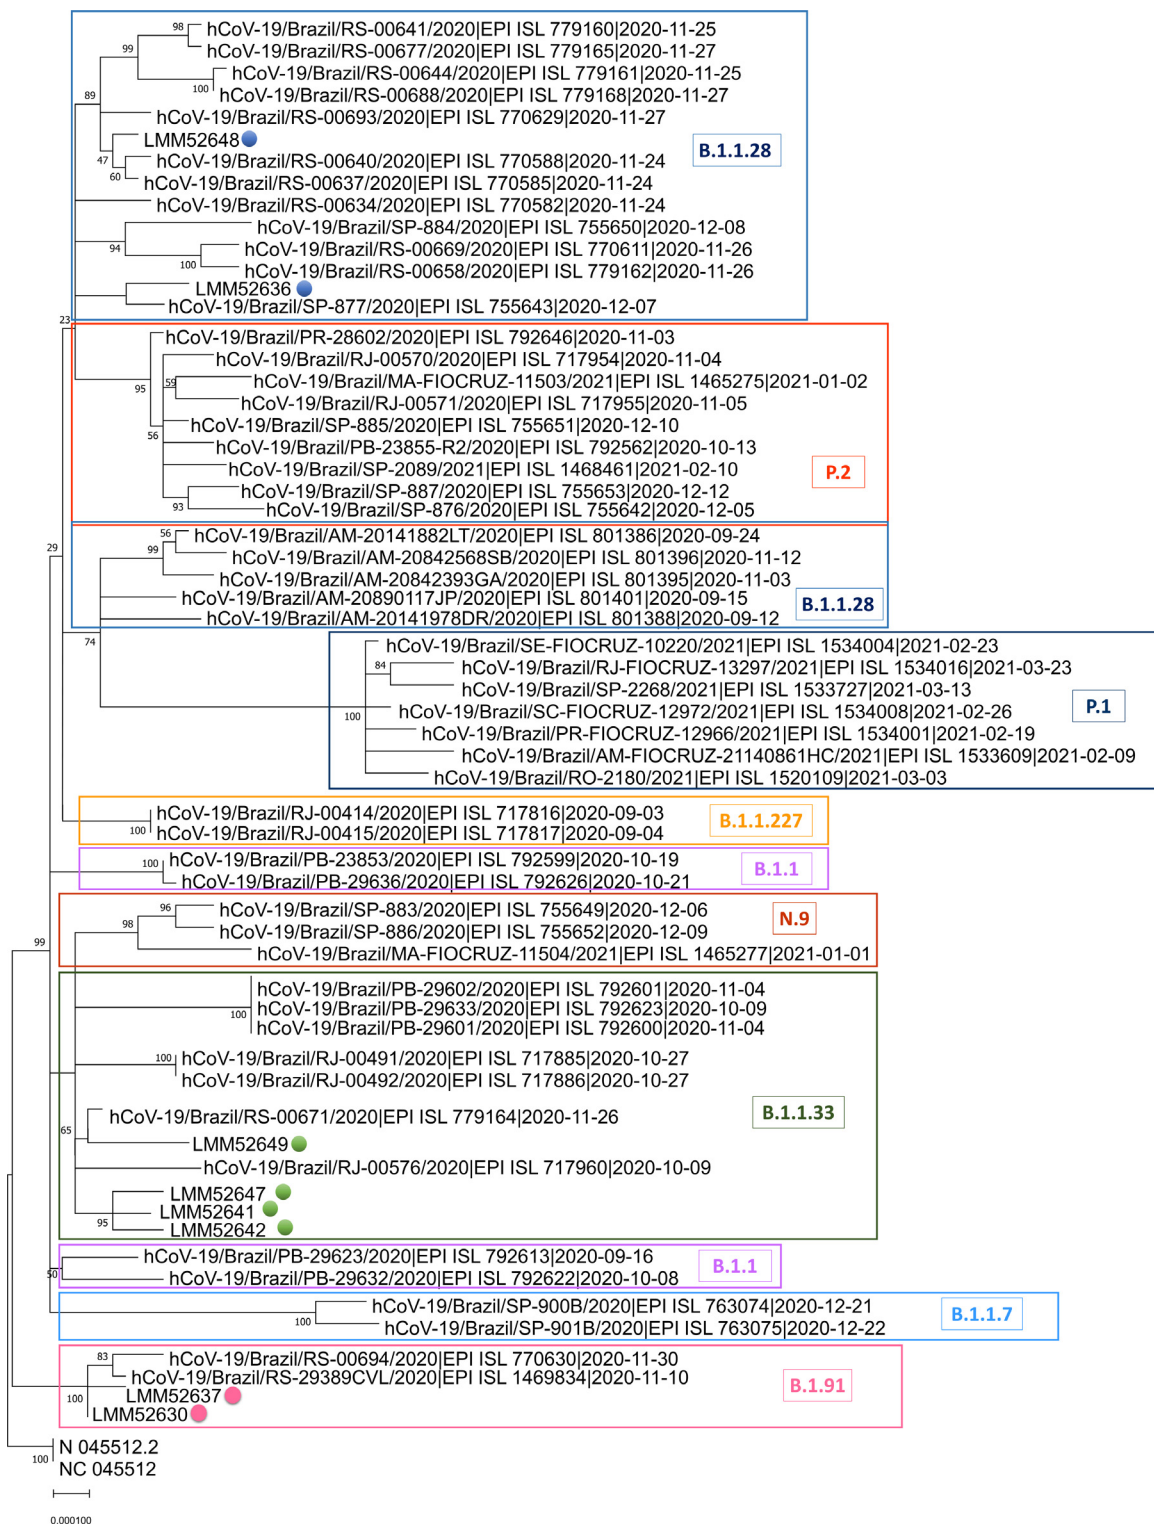 98
hCoV-19/Brazil/RS-00641/2020|EPI ISL 779160|2020-11-25
99
hCoV-19/Brazil/RS-00677/2020|EPI ISL 779165|2020-11-27
hCoV-19/Brazil/RS-00644/2020|EPI ISL 779161|2020-11-25
100
hCoV-19/Brazil/RS-00688/2020|EPI ISL 779168|2020-11-27
89
hCoV-19/Brazil/RS-00693/2020|EPI ISL 770629|2020-11-27
LMM52648
B.1.1.28
47
hCoV-19/Brazil/RS-00640/2020|EPI ISL 770588|2020-11-24
60
hCoV-19/Brazil/RS-00637/2020|EPI ISL 770585|2020-11-24
hCoV-19/Brazil/RS-00634/2020|EPI ISL 770582|2020-11-24
hCoV-19/Brazil/SP-884/2020|EPI ISL 755650|2020-12-08
94
hCoV-19/Brazil/RS-00669/2020|EPI ISL 770611|2020-11-26
100
hCoV-19/Brazil/RS-00658/2020|EPI ISL 779162|2020-11-26
LMM52636
hCoV-19/Brazil/SP-877/2020|EPI ISL 755643|2020-12-07
23
hCoV-19/Brazil/PR-28602/2020|EPI ISL 792646|2020-11-03
hCoV-19/Brazil/RJ-00570/2020|EPI ISL 717954|2020-11-04
59
hCoV-19/Brazil/MA-FIOCRUZ-11503/2021|EPI ISL 1465275|2021-01-02
95
hCoV-19/Brazil/RJ-00571/2020|EPI ISL 717955|2020-11-05
hCoV-19/Brazil/SP-885/2020|EPI ISL 755651|2020-12-10
56
hCoV-19/Brazil/PB-23855-R2/2020|EPI ISL 792562|2020-10-13
hCoV-19/Brazil/SP-2089/2021|EPI ISL 1468461|2021-02-10
P.2
hCoV-19/Brazil/SP-887/2020|EPI ISL 755653|2020-12-12
93
hCoV-19/Brazil/SP-876/2020|EPI ISL 755642|2020-12-05
56
hCoV-19/Brazil/AM-20141882LT/2020|EPI ISL 801386|2020-09-24
29
99
hCoV-19/Brazil/AM-20842568SB/2020|EPI ISL 801396|2020-11-12
hCoV-19/Brazil/AM-20842393GA/2020|EPI ISL 801395|2020-11-03
hCoV-19/Brazil/AM-20890117JP/2020|EPI ISL 801401|2020-09-15
B.1.1.28
hCoV-19/Brazil/AM-20141978DR/2020|EPI ISL 801388|2020-09-12
74
hCoV-19/Brazil/SE-FIOCRUZ-10220/2021|EPI ISL 1534004|2021-02-23
84
hCoV-19/Brazil/RJ-FIOCRUZ-13297/2021|EPI ISL 1534016|2021-03-23
hCoV-19/Brazil/SP-2268/2021|EPI ISL 1533727|2021-03-13
100
hCoV-19/Brazil/SC-FIOCRUZ-12972/2021|EPI ISL 1534008|2021-02-26
P.1
hCoV-19/Brazil/PR-FIOCRUZ-12966/2021|EPI ISL 1534001|2021-02-19
hCoV-19/Brazil/AM-FIOCRUZ-21140861HC/2021|EPI ISL 1533609|2021-02-09
hCoV-19/Brazil/RO-2180/2021|EPI ISL 1520109|2021-03-03
hCoV-19/Brazil/RJ-00414/2020|EPI ISL 717816|2020-09-03
B.1.1.227
100
hCoV-19/Brazil/RJ-00415/2020|EPI ISL 717817|2020-09-04
100
hCoV-19/Brazil/PB-23853/2020|EPI ISL 792599|2020-10-19
B.1.1
hCoV-19/Brazil/PB-29636/2020|EPI ISL 792626|2020-10-21
96
hCoV-19/Brazil/SP-883/2020|EPI ISL 755649|2020-12-06
N.9
98
hCoV-19/Brazil/SP-886/2020|EPI ISL 755652|2020-12-09
99
hCoV-19/Brazil/MA-FIOCRUZ-11504/2021|EPI ISL 1465277|2021-01-01
hCoV-19/Brazil/PB-29602/2020|EPI ISL 792601|2020-11-04
100
hCoV-19/Brazil/PB-29633/2020|EPI ISL 792623|2020-10-09
hCoV-19/Brazil/PB-29601/2020|EPI ISL 792600|2020-11-04
100
hCoV-19/Brazil/RJ-00491/2020|EPI ISL 717885|2020-10-27
hCoV-19/Brazil/RJ-00492/2020|EPI ISL 717886|2020-10-27
B.1.1.33
hCoV-19/Brazil/RS-00671/2020|EPI ISL 779164|2020-11-26
65
LMM52649
hCoV-19/Brazil/RJ-00576/2020|EPI ISL 717960|2020-10-09
LMM52647
LMM52641
95
LMM52642
hCoV-19/Brazil/PB-29623/2020|EPI ISL 792613|2020-09-16
B.1.1
50
hCoV-19/Brazil/PB-29632/2020|EPI ISL 792622|2020-10-08
hCoV-19/Brazil/SP-900B/2020|EPI ISL 763074|2020-12-21
B.1.1.7
100
hCoV-19/Brazil/SP-901B/2020|EPI ISL 763075|2020-12-22
83
hCoV-19/Brazil/RS-00694/2020|EPI ISL 770630|2020-11-30
hCoV-19/Brazil/RS-29389CVL/2020|EPI ISL 1469834|2020-11-10
B.1.91
100
LMM52637
LMM52630
N 045512.2
100
NC 045512
0.000100